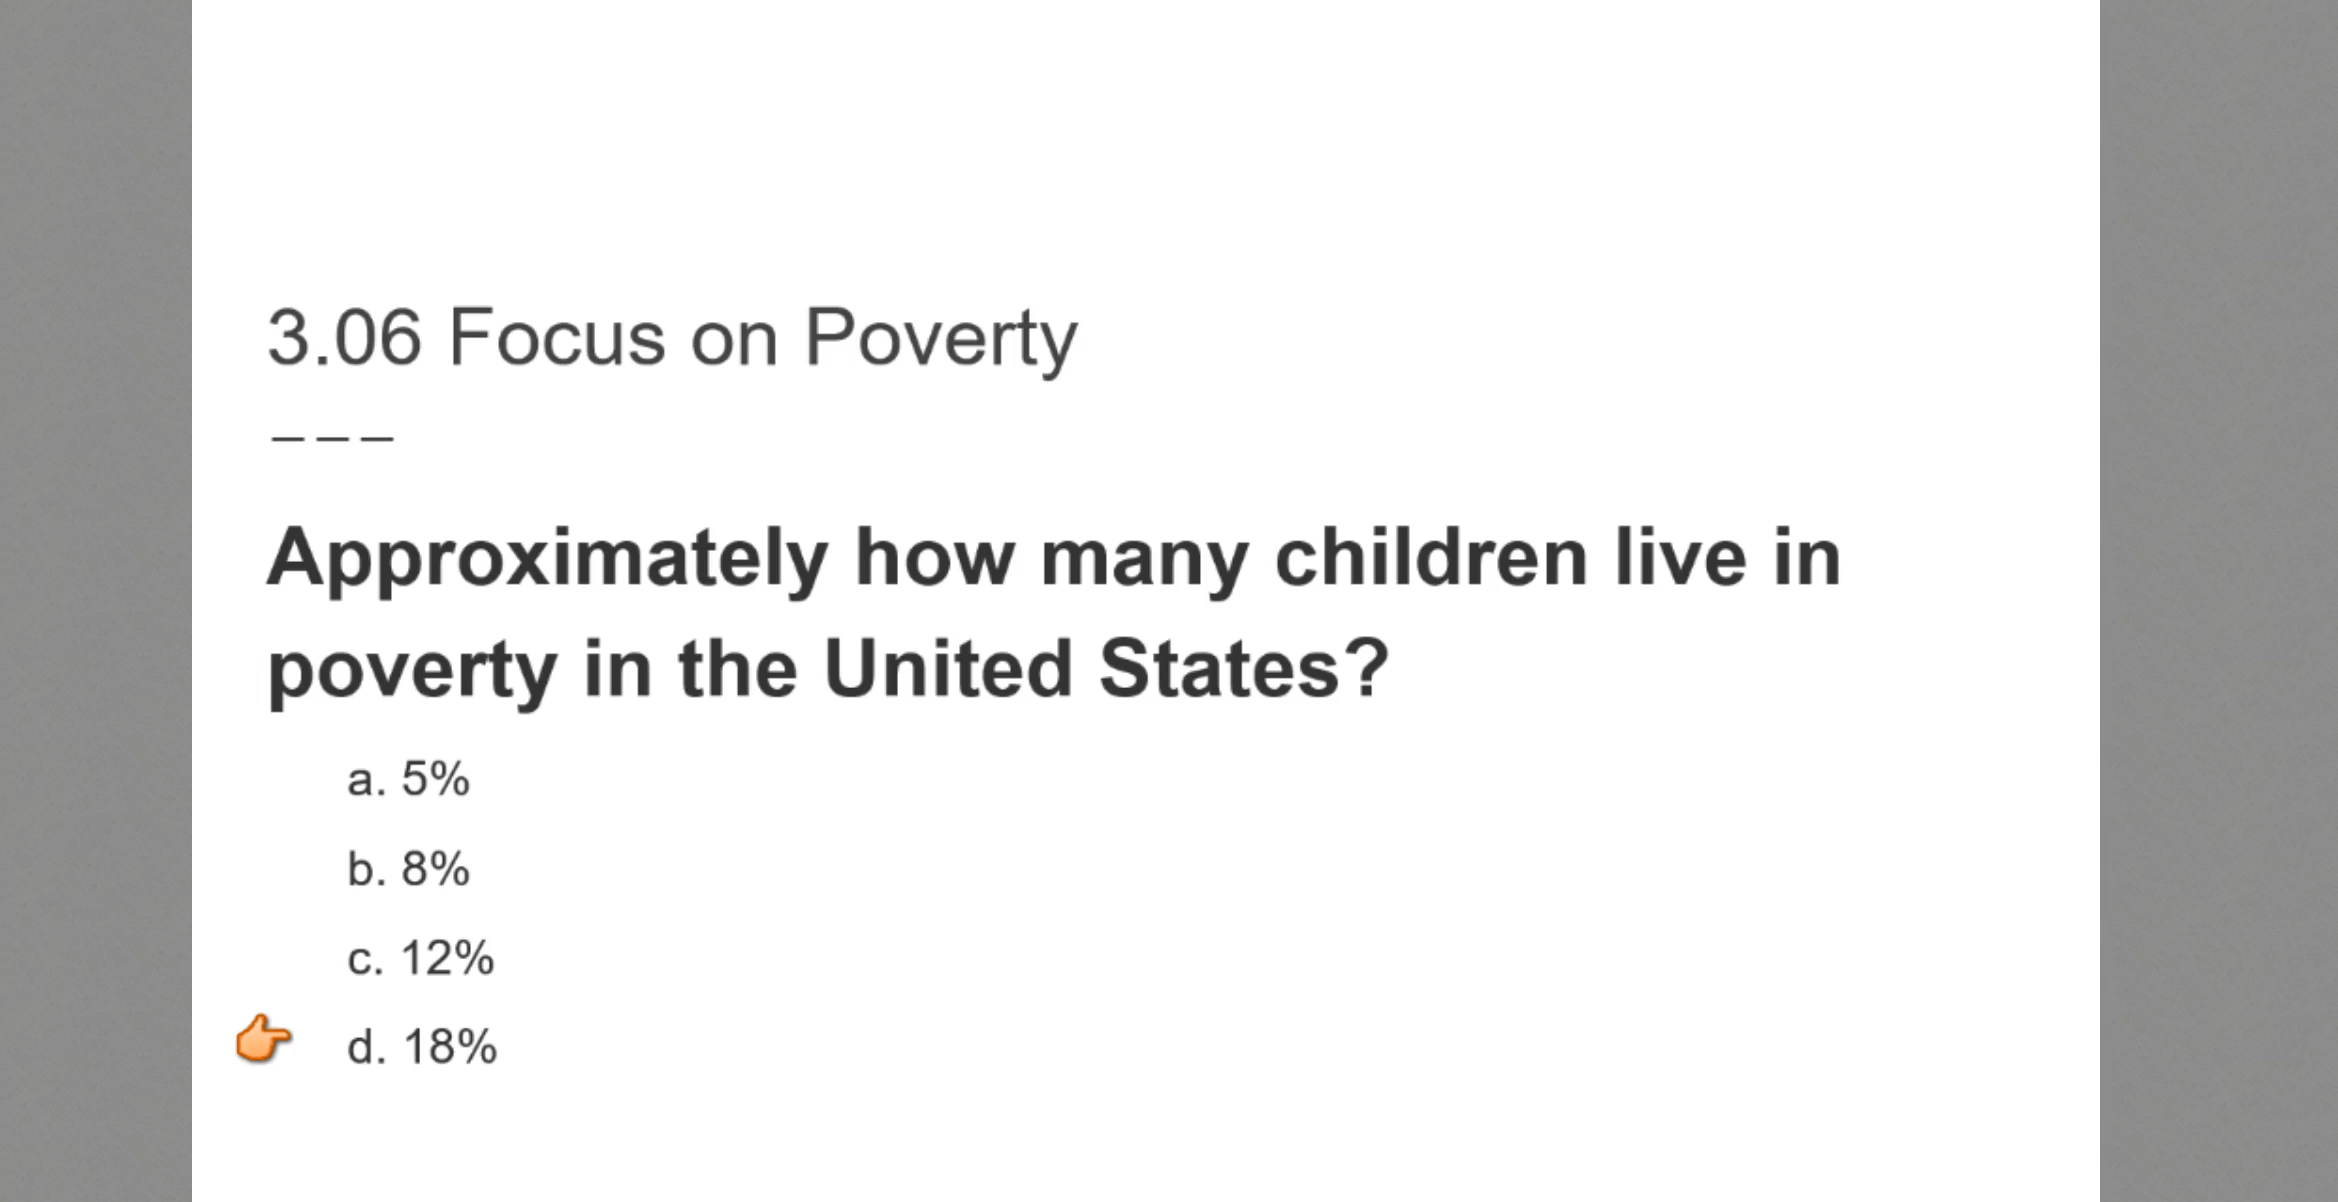 3.06 Focus on Poverty
___
Approximately how many children live in
poverty in the United States?
a. 5%
b. 8%
c. 12%
d. 18%